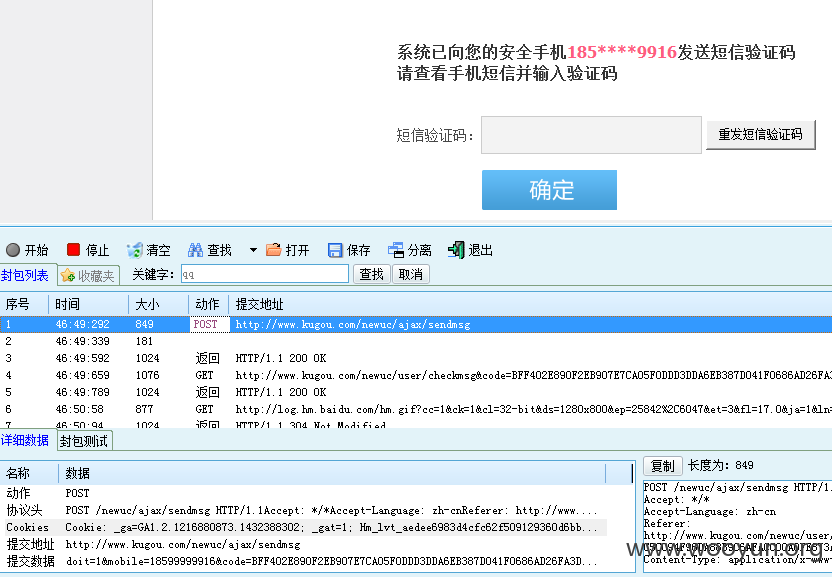 系统已向您的安全手机185****9916发送短信验证码
请查看手机短信并输入验证码
短信验证码: 重发短信验证码
确定
开始 停止 清空 查找 打开 保存 分离 退出
封包列表 收藏夹 关键字: qq 查找 取消
序号 时间 大小 动作 提交地址
1 46:49:292 849 POST http://www.kugou.com/newuc/ajax/sendmsg
2 46:49:339 181
3 46:49:592 1024 返回 HTTP/1.1 200 OK
4 46:49:659 1076 GET http://www.kugou.com/newuc/user/checkmsg&code=BFF402E890F2EB907E7CA05F0DDD3DDA6EB387D041F0686AD26FA3
5 46:49:789 1024 返回 HTTP/1.1 200 OK
6 46:50:58 877 GET http://log.hm.baidu.com/hm.gif?cc=1&ck=1&cl=32-bit&ds=1280x800&ep=25842%2C6047&et=3&fl=17.0&ja=1&ln=
7 46:50:94 1024 返回 HTTP/1.1 304 Not Modified
详细数据 封包测试
名称 数据
复制 长度为: 849
动作 POST
协议头 POST /newuc/ajax/sendmsg HTTP/1.1Accept: */*Accept-Language: zh-cnReferer: http://www....
Cookies Cookie: _ga=GA1.2.1216880873.1432388302; _gat=1; Hm_lvt_aedee6983d4cfc62f509129360d6bb...
提交地址 http://www.kugou.com/newuc/ajax/sendmsg
提交数据 doit=1&mobile=18599999916&code=BFF402E890F2EB907E7CA05F0DDD3DDA6EB387D041F0686AD26FA3D...
POST /newuc/ajax/sendmsg HTTP/1.
Accept: */*
Accept-Language: zh-cn
Referer:
http://www.kugou.com/newuc/user/
Content-Type: application/x-www
www.wooyun.org